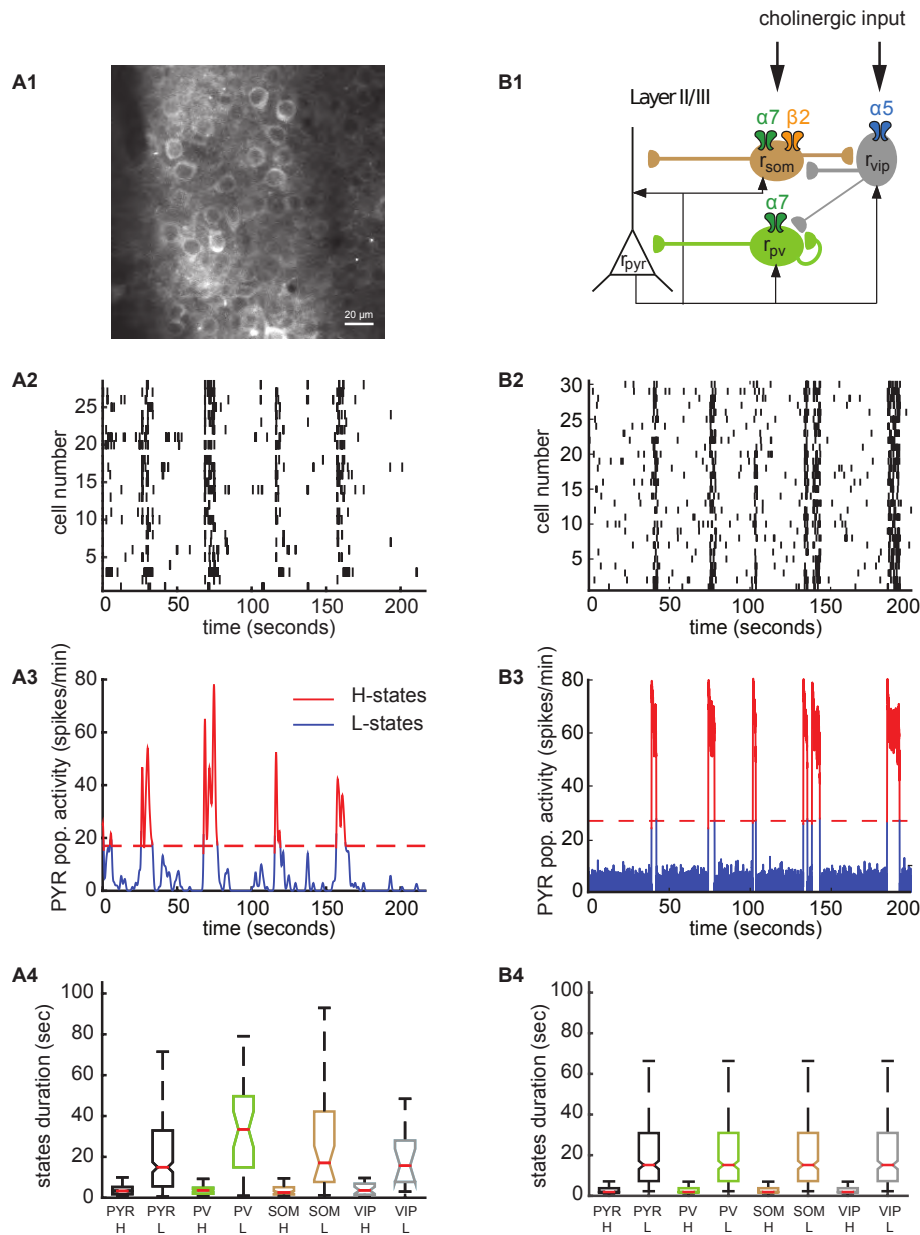 A1
20 µm
B1
cholinergic input
Layer II/III
α7
β2
α5
r_som
r_vip
α7
r_pv
r_pyr
A2
cell number
25
20
15
10
5
0 50 100 150 200
time (seconds)
B2
cell number
30
25
20
15
10
5
0 50 100 150 200
time (seconds)
A3
PYR pop. activity (spikes/min)
80
60
40
20
0
H-states
L-states
0 50 100 150 200
time (seconds)
B3
PYR pop. activity (spikes/min)
80
60
40
20
0
0 50 100 150 200
time (seconds)
A4
states duration (sec)
100
80
60
40
20
0
PYR PYR PV PV SOM SOM VIP VIP
H L H L H L H L
B4
states duration (sec)
100
80
60
40
20
0
PYR PYR PV PV SOM SOM VIP VIP
H L H L H L H L